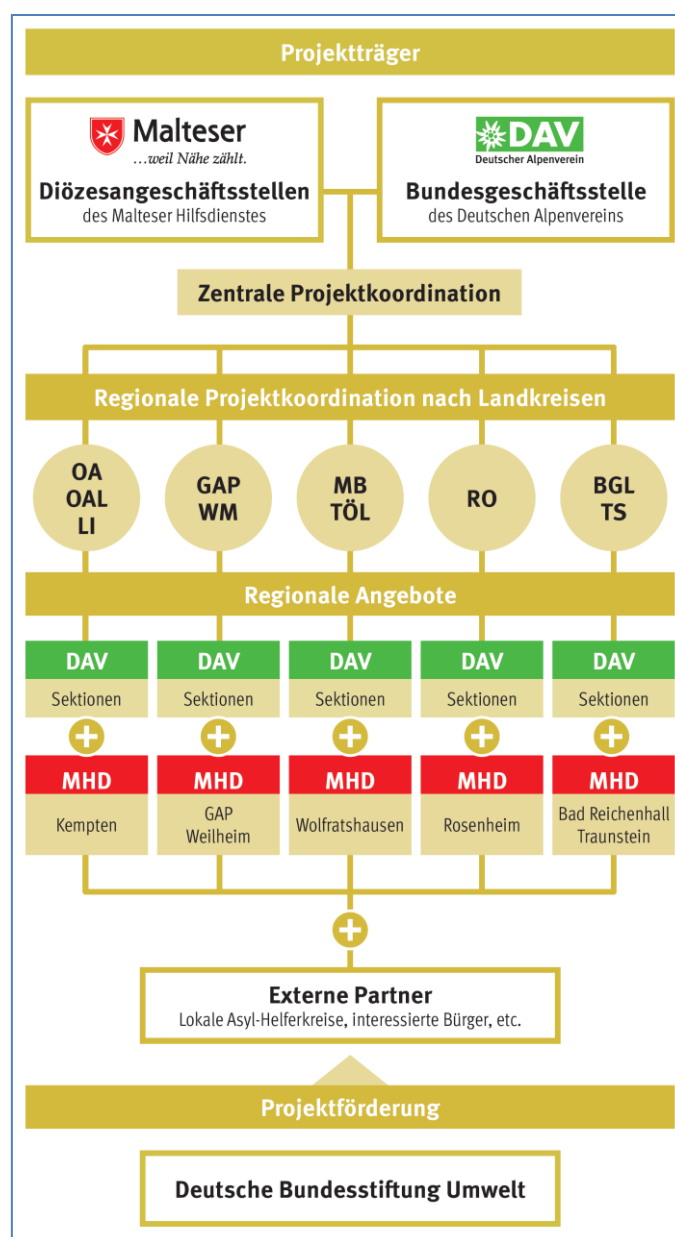 Projektträger
Malteser
...weil Nähe zählt.
Diözesangeschäftsstellen
des Malteser Hilfsdienstes
DAV
Deutscher Alpenverein
Bundesgeschäftsstelle
des Deutschen Alpenvereins
Zentrale Projektkoordination
Regionale Projektkoordination nach Landkreisen
OA
OAL
LI
GAP
WM
MB
TÖL
RO
BGL
TS
Regionale Angebote
DAV
Sektionen
DAV
Sektionen
DAV
Sektionen
DAV
Sektionen
DAV
Sektionen
MHD
Kempten
MHD
GAP
Weilheim
MHD
Wolfratshausen
MHD
Rosenheim
MHD
Bad Reichenhall
Traunstein
Externe Partner
Lokale Asyl-Helferkreise, interessierte Bürger, etc.
Projektförderung
Deutsche Bundesstiftung Umwelt